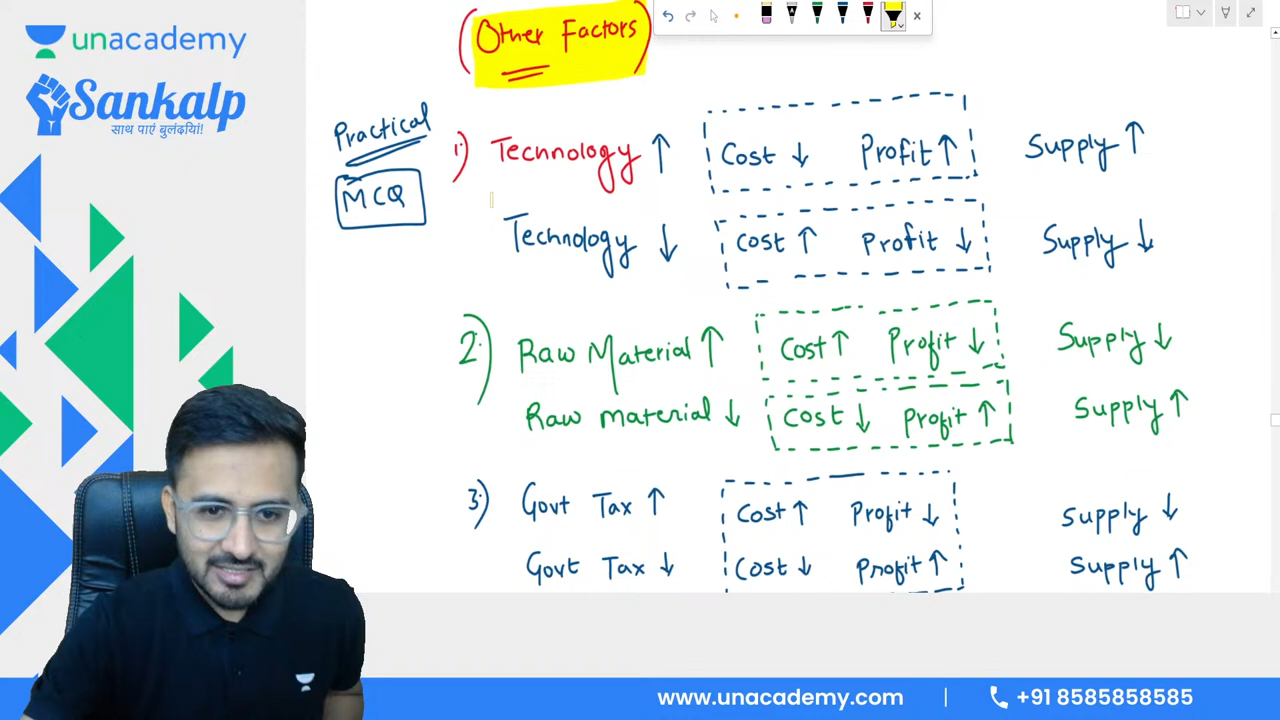 (Other Factors)
unacademy
Sankalp
साथ पाएं बुलंदियां!
Practical
MCQ
1) Technology ↑ Cost ↓ Profit ↑ Supply ↑
Technology ↓ Cost ↑ Profit ↓ Supply ↓
2) Raw Material ↑ Cost ↑ Profit ↓ Supply ↓
Raw material ↓ Cost ↓ Profit ↑ Supply ↑
3) Govt Tax ↑ Cost ↑ Profit ↓ Supply ↓
Govt Tax ↓ Cost ↓ Profit ↑ Supply ↑
www.unacademy.com | +91 8585858585